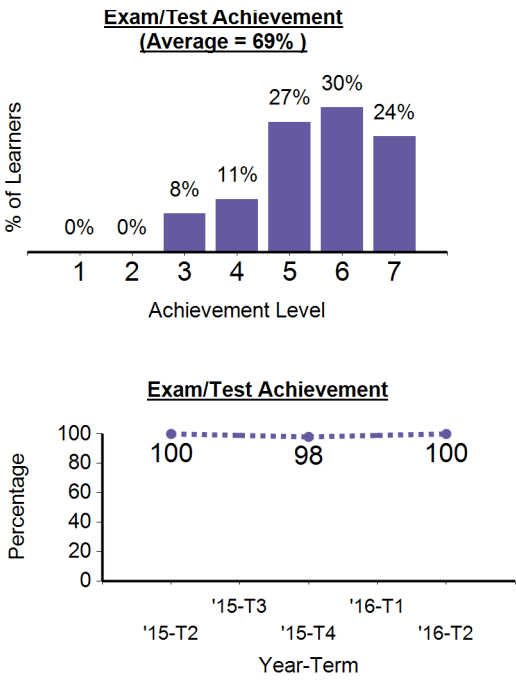 Exam/Test Achievement
(Average = 69% )
% of Learners
0%
0%
8%
11%
27%
30%
24%
1 2 3 4 5 6 7
Achievement Level
Exam/Test Achievement
Percentage
100
80
60
40
20
0
100 98 100
'15-T3 '16-T1
'15-T2 '15-T4 '16-T2
Year-Term